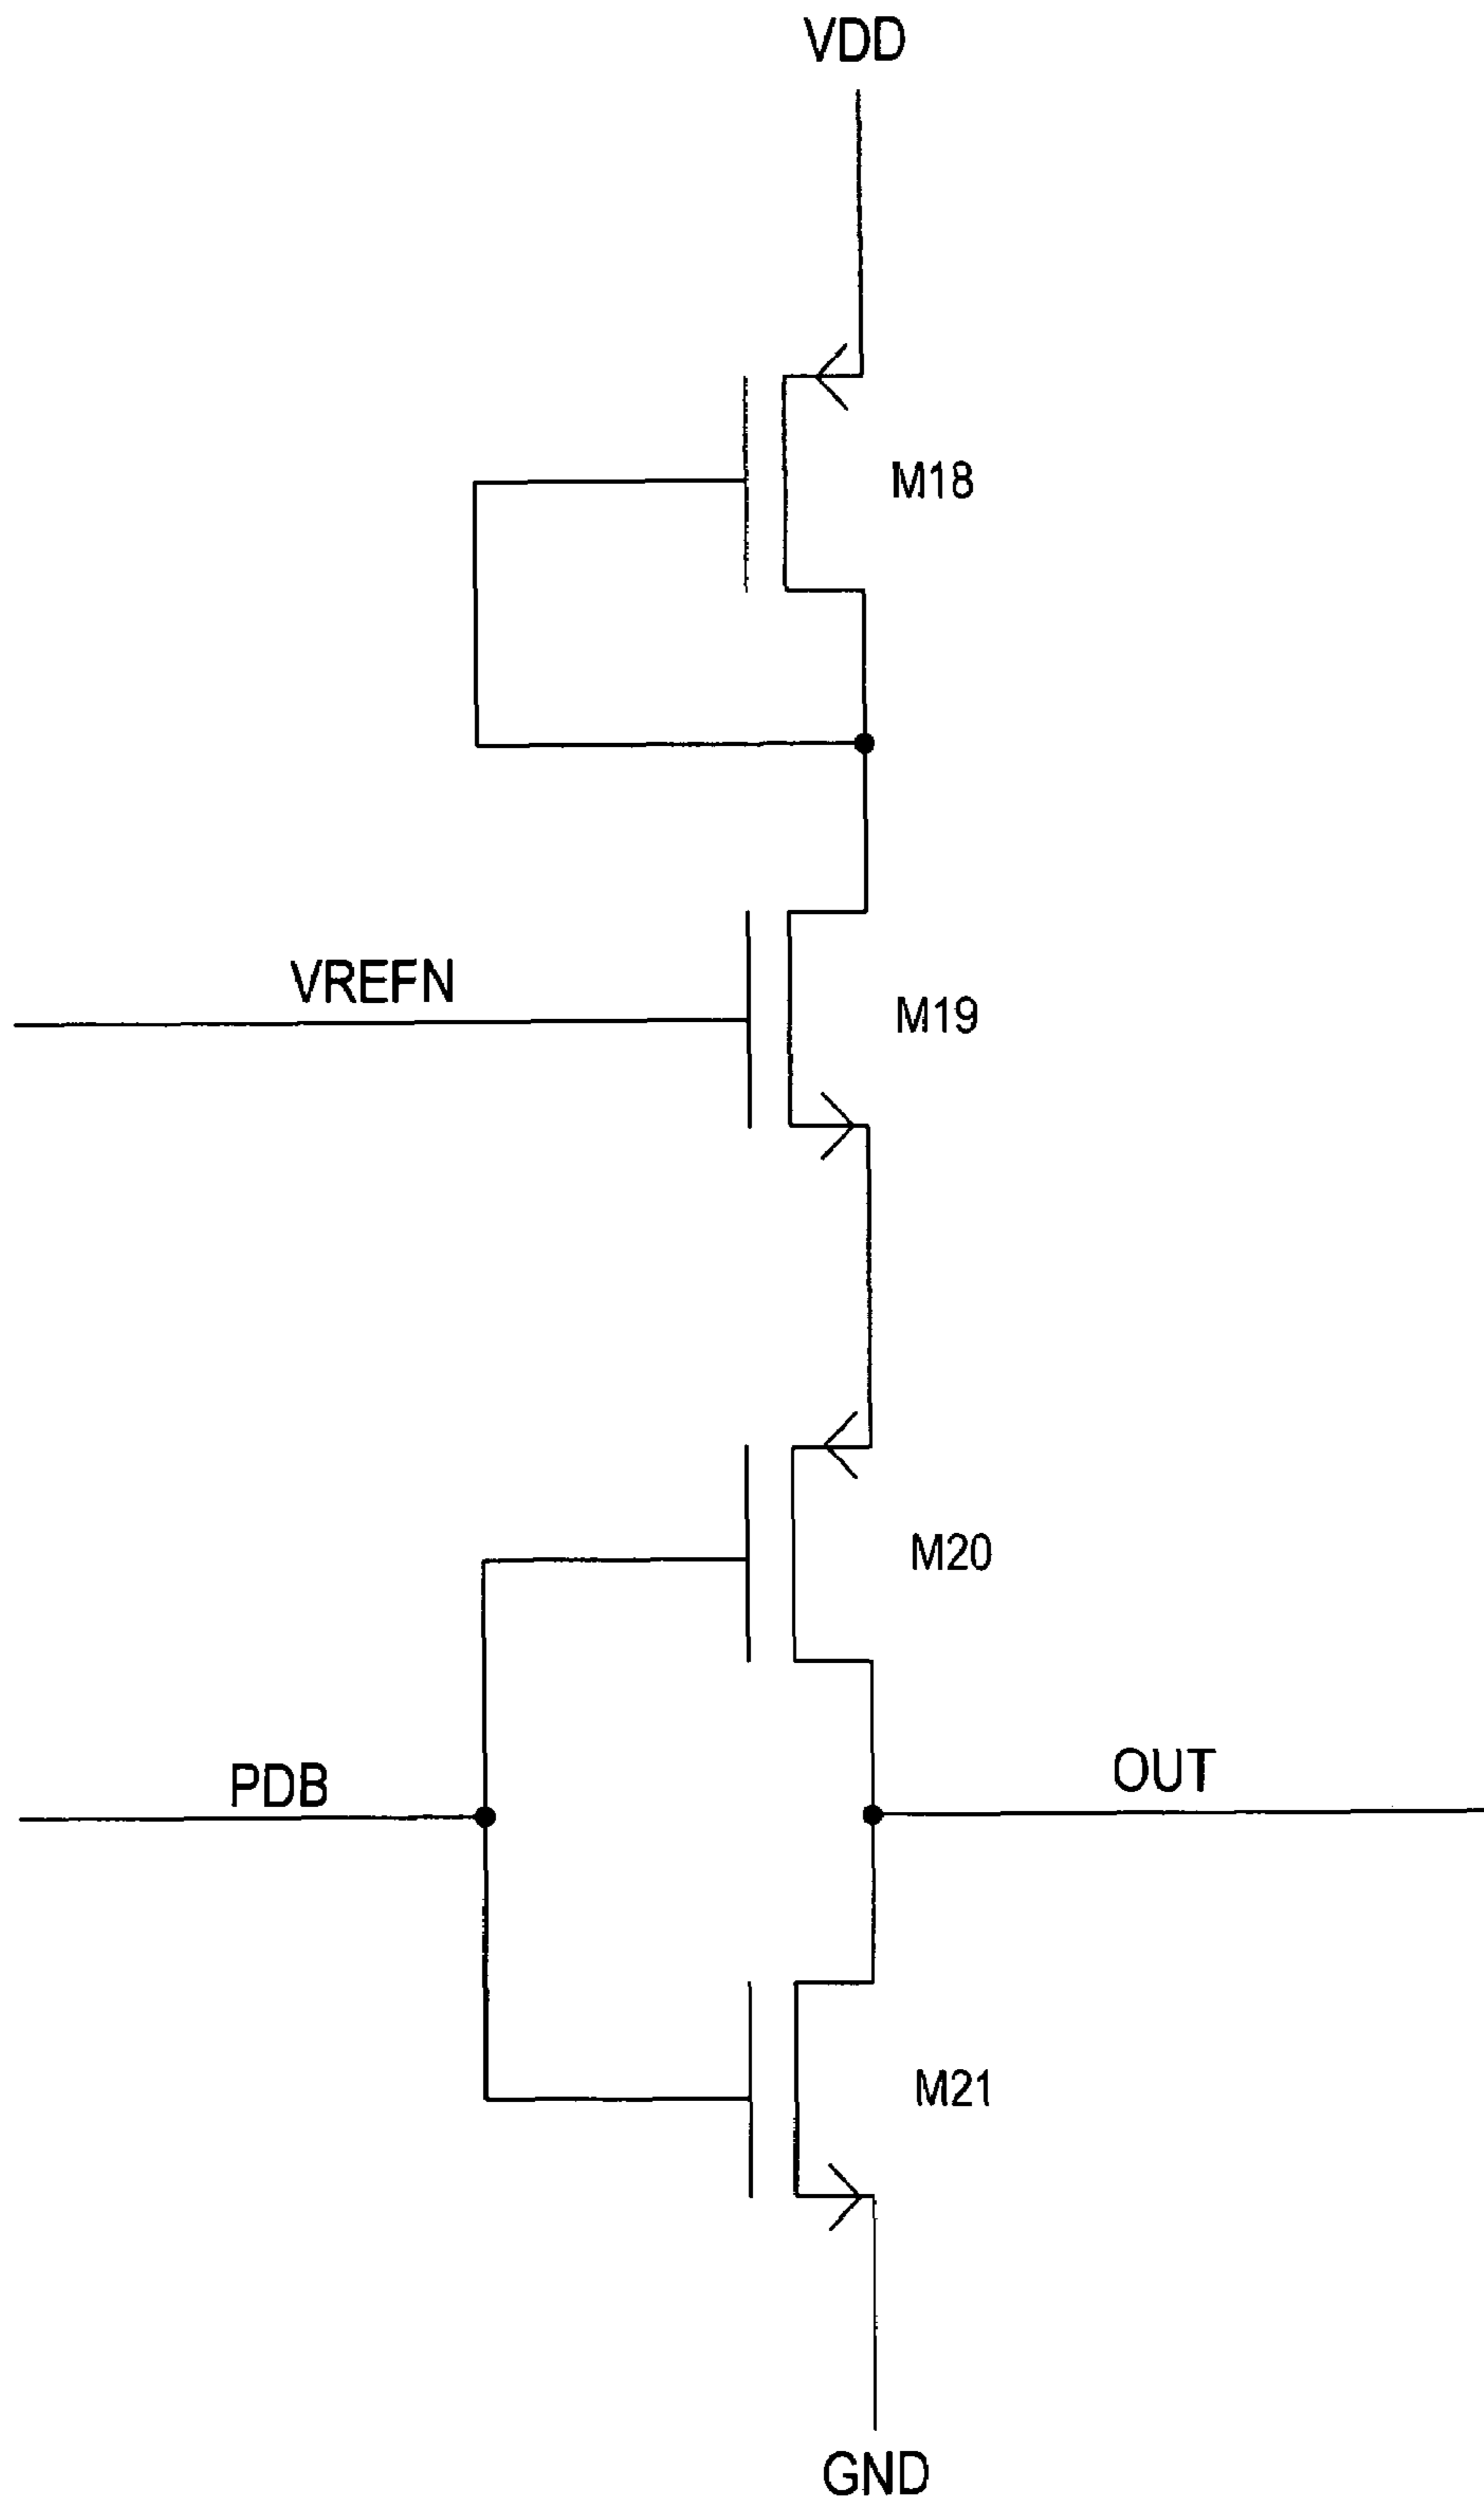 VDD
M18
VREFN
M19
M20
PDB
OUT
M21
GND